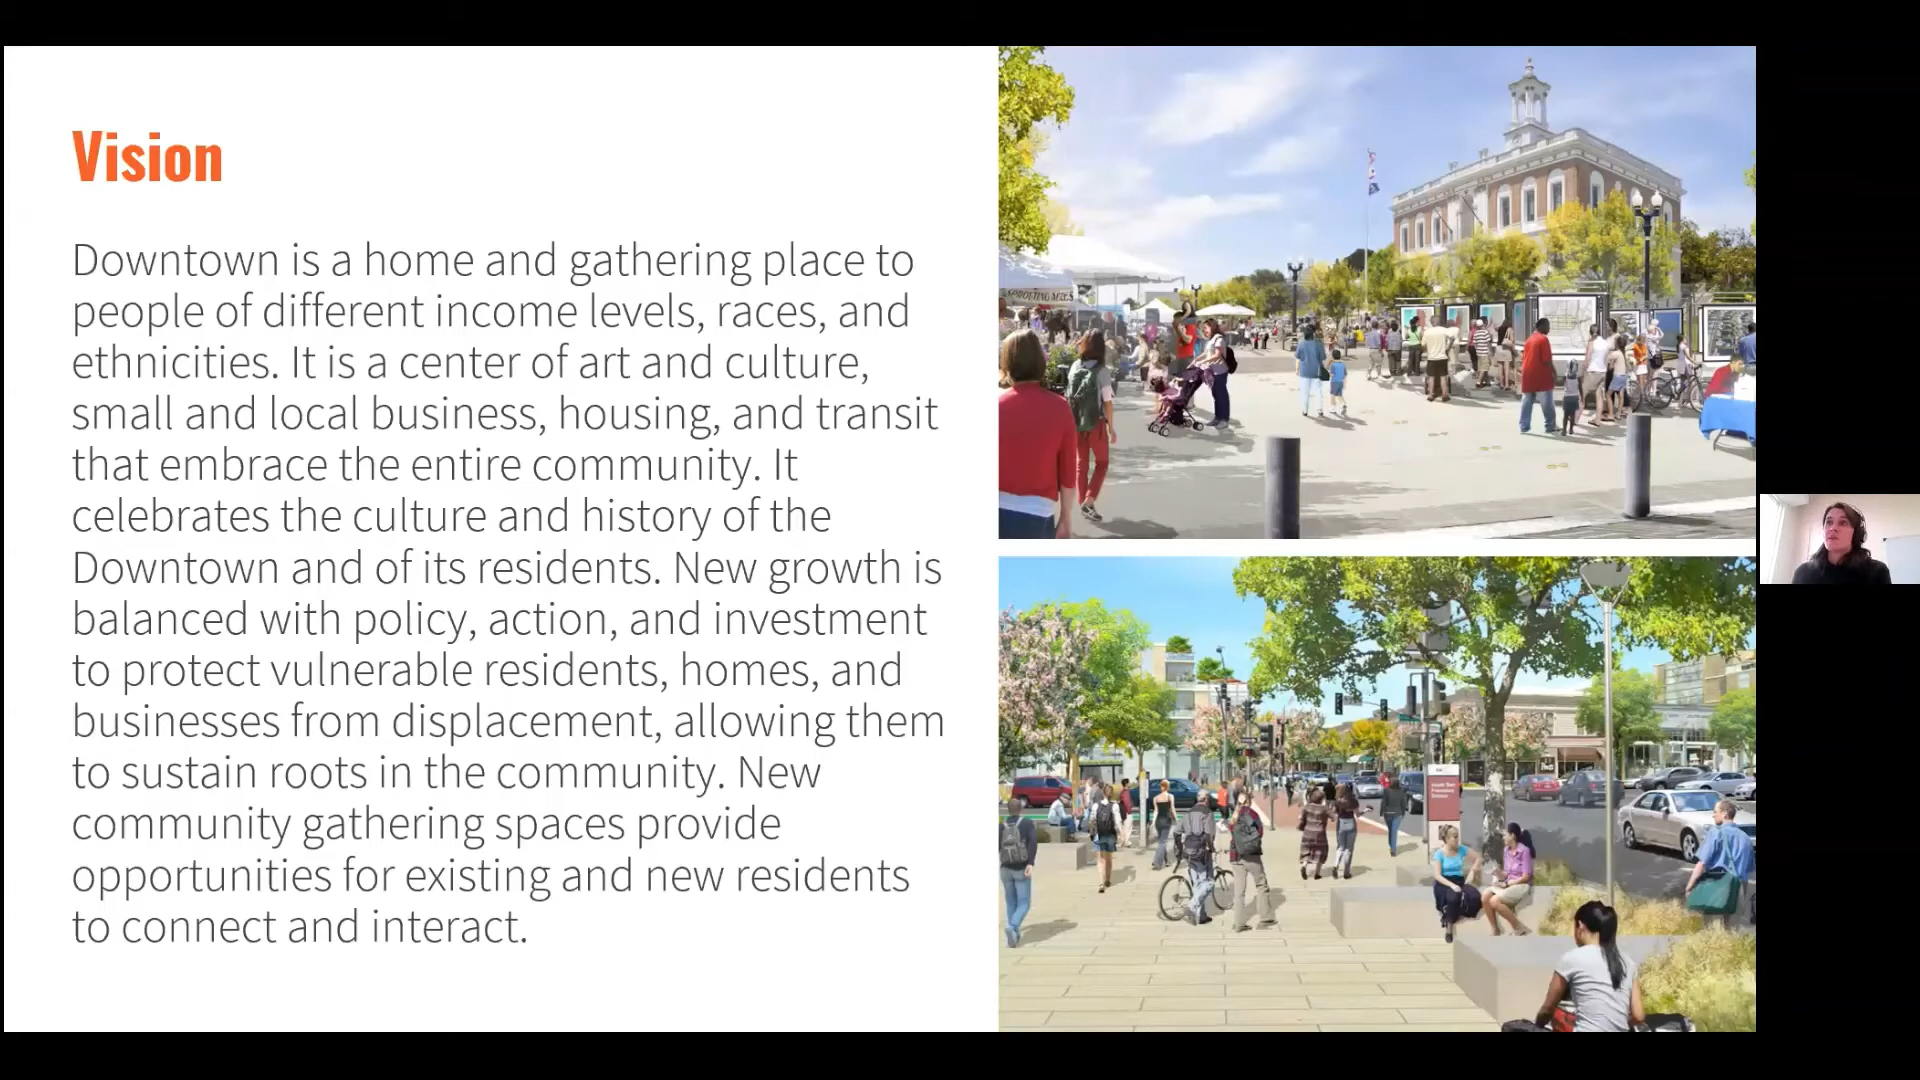 Vision
Downtown is a home and gathering place to
people of different income levels, races, and
ethnicities. It is a center of art and culture,
small and local business, housing, and transit
that embrace the entire community. It
celebrates the culture and history of the
Downtown and of its residents. New growth is
balanced with policy, action, and investment
to protect vulnerable residents, homes, and
businesses from displacement, allowing them
to sustain roots in the community. New
community gathering spaces provide
opportunities for existing and new residents
to connect and interact.
South San
Francisco